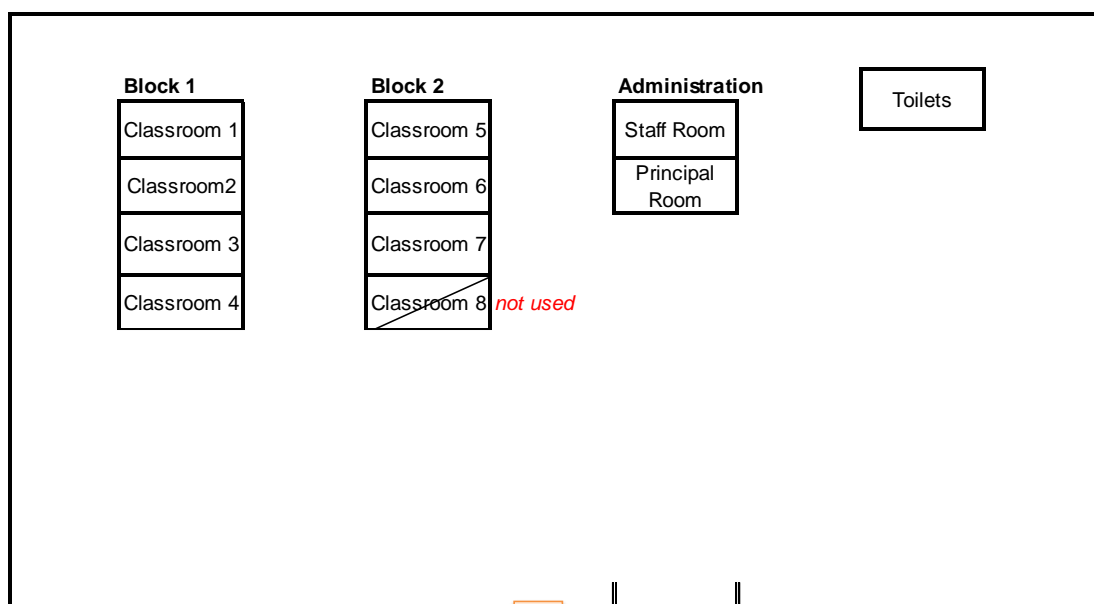 Block 1
Classroom 1
Classroom2
Classroom 3
Classroom 4
Block 2
Classroom 5
Classroom 6
Classroom 7
Classroom 8 not used
Administration
Staff Room
Principal
Room
Toilets